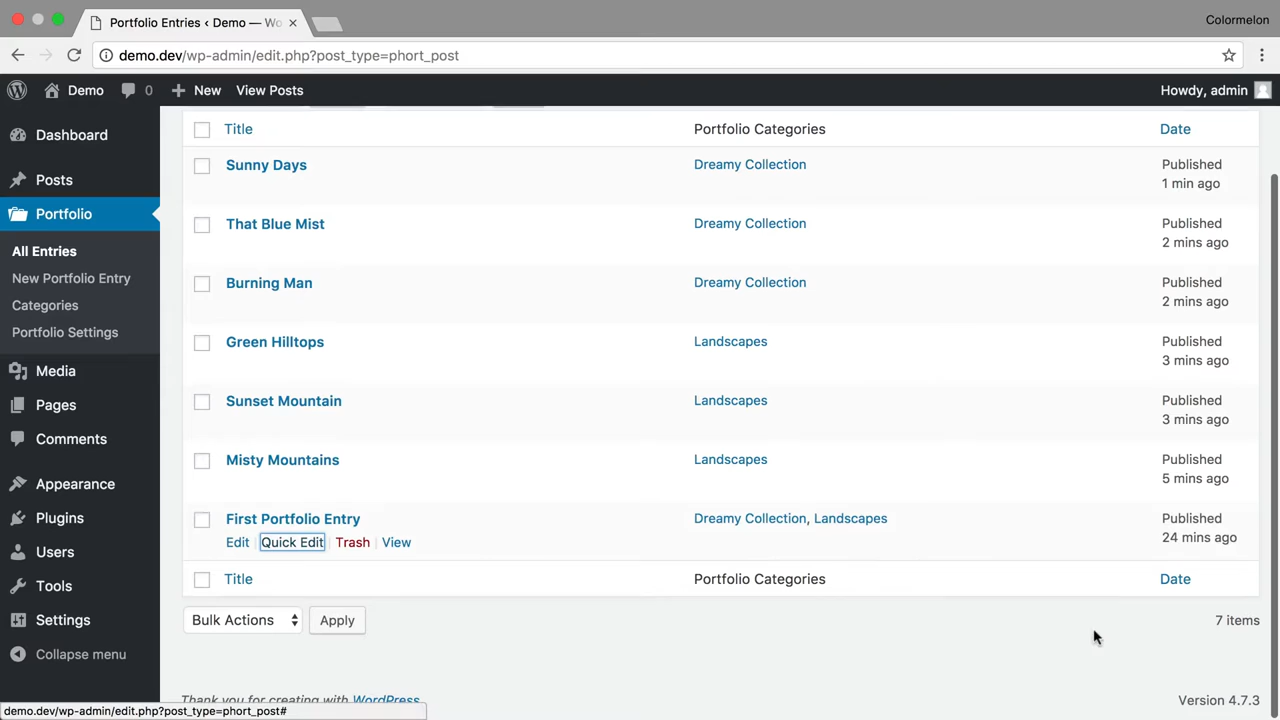 Portfolio Entries ‹ Demo — Wo
Colormelon
demo.dev/wp-admin/edit.php?post_type=phort_post
Demo
0
New
View Posts
Howdy, admin
Dashboard
Posts
Portfolio
All Entries
New Portfolio Entry
Categories
Portfolio Settings
Media
Pages
Comments
Appearance
Plugins
Users
Tools
Settings
Collapse menu
Title Portfolio Categories Date
Sunny Days Dreamy Collection Published
1 min ago
That Blue Mist Dreamy Collection Published
2 mins ago
Burning Man Dreamy Collection Published
2 mins ago
Green Hilltops Landscapes Published
3 mins ago
Sunset Mountain Landscapes Published
3 mins ago
Misty Mountains Landscapes Published
5 mins ago
First Portfolio Entry Dreamy Collection, Landscapes Published
Edit | Quick Edit | Trash | View 24 mins ago
Title Portfolio Categories Date
Bulk Actions Apply 7 items
Thank you for creating with WordPress Version 4.7.3
demo.dev/wp-admin/edit.php?post_type=phort_post#